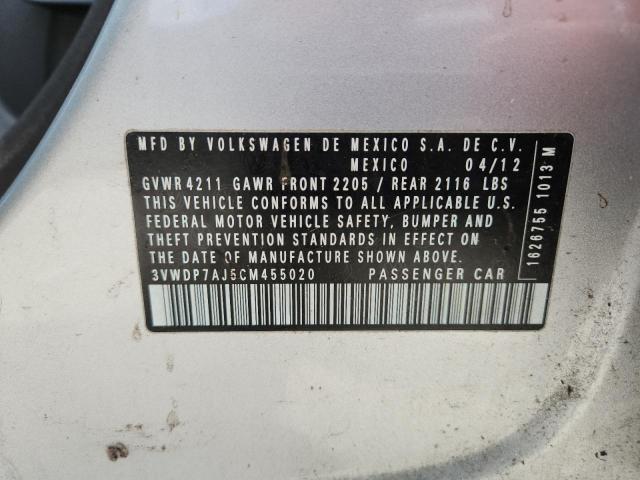 MFD BY VOLKSWAGEN DE MEXICO S.A. DE C.V.
MEXICO 04/12
GVWR 4211 GAWR FRONT 2205 / REAR 2116 LBS
THIS VEHICLE CONFORMS TO ALL APPLICABLE U.S.
FEDERAL MOTOR VEHICLE SAFETY, BUMPER AND
THEFT PREVENTION STANDARDS IN EFFECT ON
THE DATE OF MANUFACTURE SHOWN ABOVE.
3VWDP7AJ5CM455020 PASSENGER CAR
1626755 1013 M